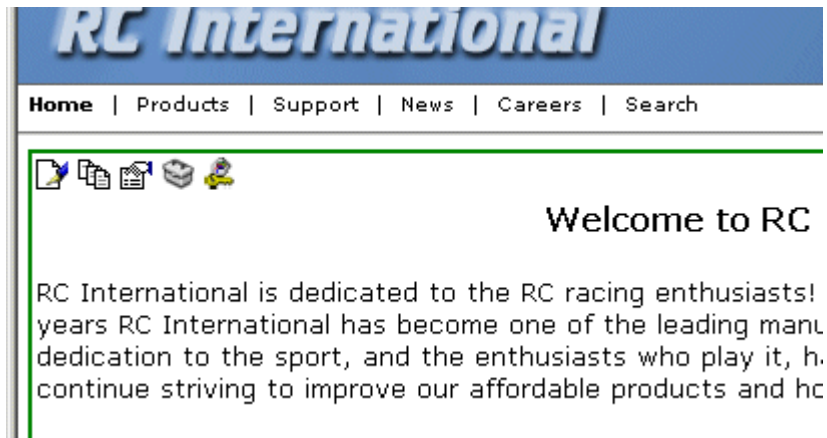 RC International
Home | Products | Support | News | Careers | Search
Welcome to RC
RC International is dedicated to the RC racing enthusiasts!
years RC International has become one of the leading manu
dedication to the sport, and the enthusiasts who play it, ha
continue striving to improve our affordable products and ho